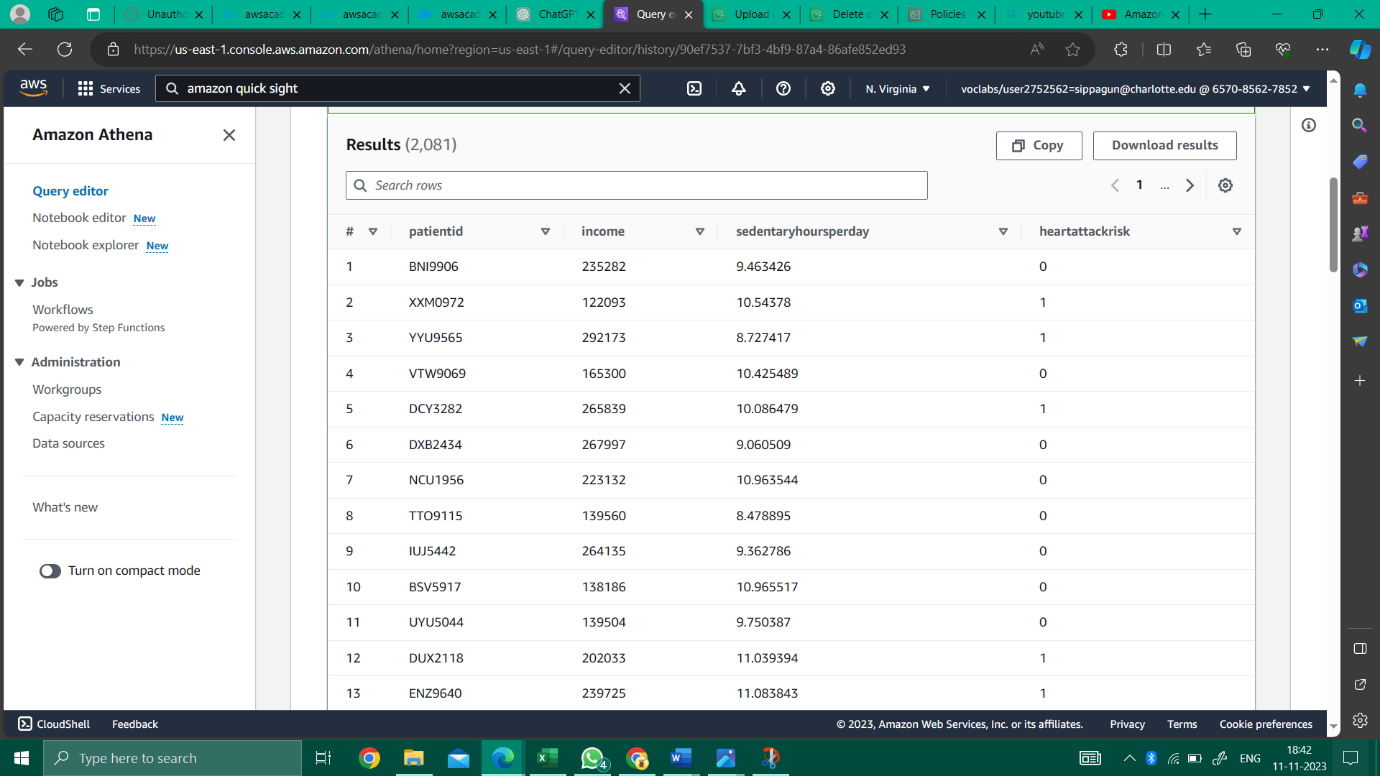 Unautho
awsacad
awsacad
awsacad
ChatGPT
Query e
Upload
Delete o
Policies
youtube
Amazon
https://us-east-1.console.aws.amazon.com/athena/home?region=us-east-1#/query-editor/history/90ef7537-7bf3-4bf9-87a4-86afe852ed93
aws
Services
amazon quick sight
N. Virginia
voclabs/user2752562=sippagun@charlotte.edu @ 6570-8562-7852
Amazon Athena
Query editor
Notebook editor New
Notebook explorer New
Jobs
Workflows
Powered by Step Functions
Administration
Workgroups
Capacity reservations New
Data sources
What's new
Turn on compact mode
Results (2,081)
Copy
Download results
Search rows
1 ...
# patientid income sedentaryhoursperday heartattackrisk
1 BNI9906 235282 9.463426 0
2 XXM0972 122093 10.54378 1
3 YYU9565 292173 8.727417 1
4 VTW9069 165300 10.425489 0
5 DCY3282 265839 10.086479 1
6 DXB2434 267997 9.060509 0
7 NCU1956 223132 10.963544 0
8 TTO9115 139560 8.478895 0
9 IUJ5442 264135 9.362786 0
10 BSV5917 138186 10.965517 0
11 UYU5044 139504 9.750387 0
12 DUX2118 202033 11.039394 1
13 ENZ9640 239725 11.083843 1
CloudShell
Feedback
© 2023, Amazon Web Services, Inc. or its affiliates.
Privacy
Terms
Cookie preferences
Type here to search
4
ENG
18:42
11-11-2023